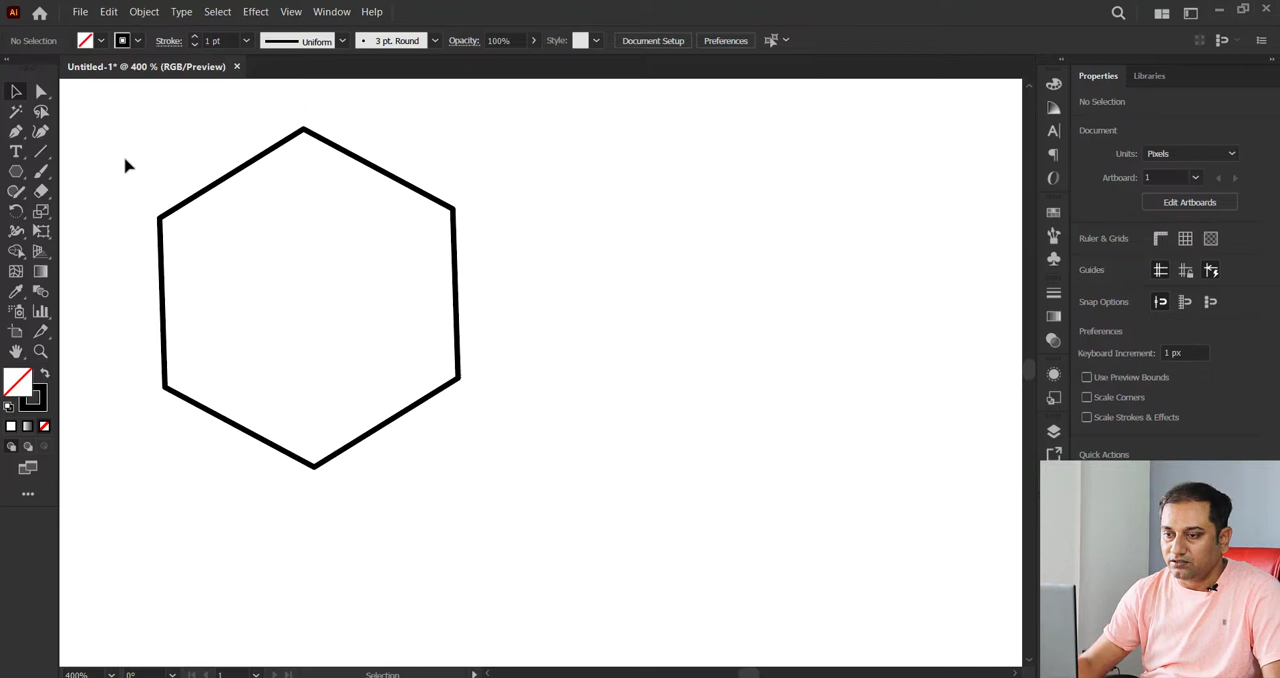 Ai File Edit Object Type Select Effect View Window Help
No Selection Stroke: 1 pt Uniform 3 pt. Round Opacity: 100% Style: Document Setup Preferences
Untitled-1* @ 400 % (RGB/Preview) ×
Properties Libraries
No Selection
Document
Units: Pixels
Artboard: 1
Edit Artboards
Ruler & Grids
Guides
Snap Options
Preferences
Keyboard Increment: 1 px
Use Preview Bounds
Scale Corners
Scale Strokes & Effects
Quick Actions
400% 0° 1 Selection